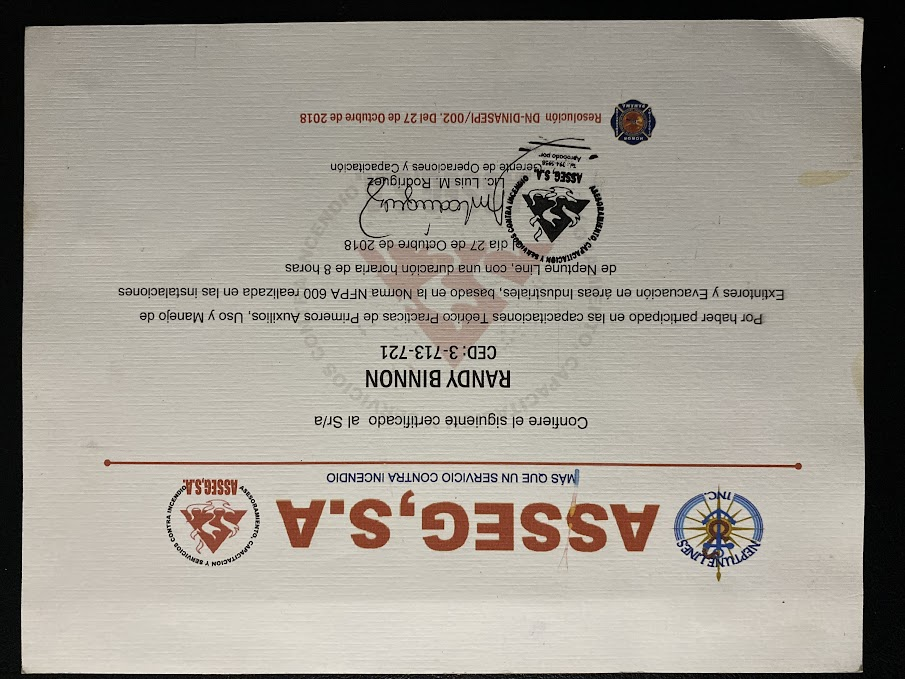 NEPTUNE LINES
INC.
ASSEG,S.A
MÁS QUE UN SERVICIO CONTRA INCENDIO
ASESORAMIENTO, CAPACITACION Y SERVICIOS CONTRA INCENDIO
ASSEG,S.A.
Confiere el siguiente certificado al Sr/a
RANDY BINNON
CED: 3-713-721
Por haber participado en las capacitaciones Teórico Practicas de Primeros Auxilios, Uso y Manejo de
Extintores y Evacuación en áreas Industriales, basado en la Norma NFPA 600 realizada en las instalaciones
de Nepture Line, con una duración horaria de 8 horas
día 27 de Octubre de 2018
ASESORAMIENTO, CAPACITACION Y SERVICIOS CONTRA INCENDIO
ASSEG, S.A.
Aprobado por
Lic. Luis M. Rodriguez
Gerente de Operaciones y Capacitación
Resolución DN-DINASEPI/002. Del 27 de Octubre de 2018